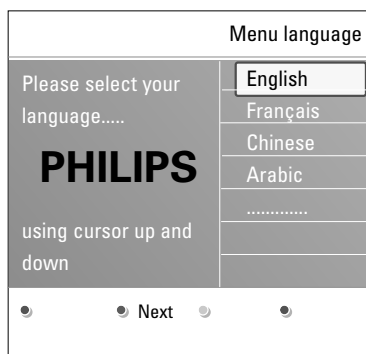 Menu language
Please select your
language.....
PHILIPS
using cursor up and
down
English
Français
Chinese
Arabic
.............
Next